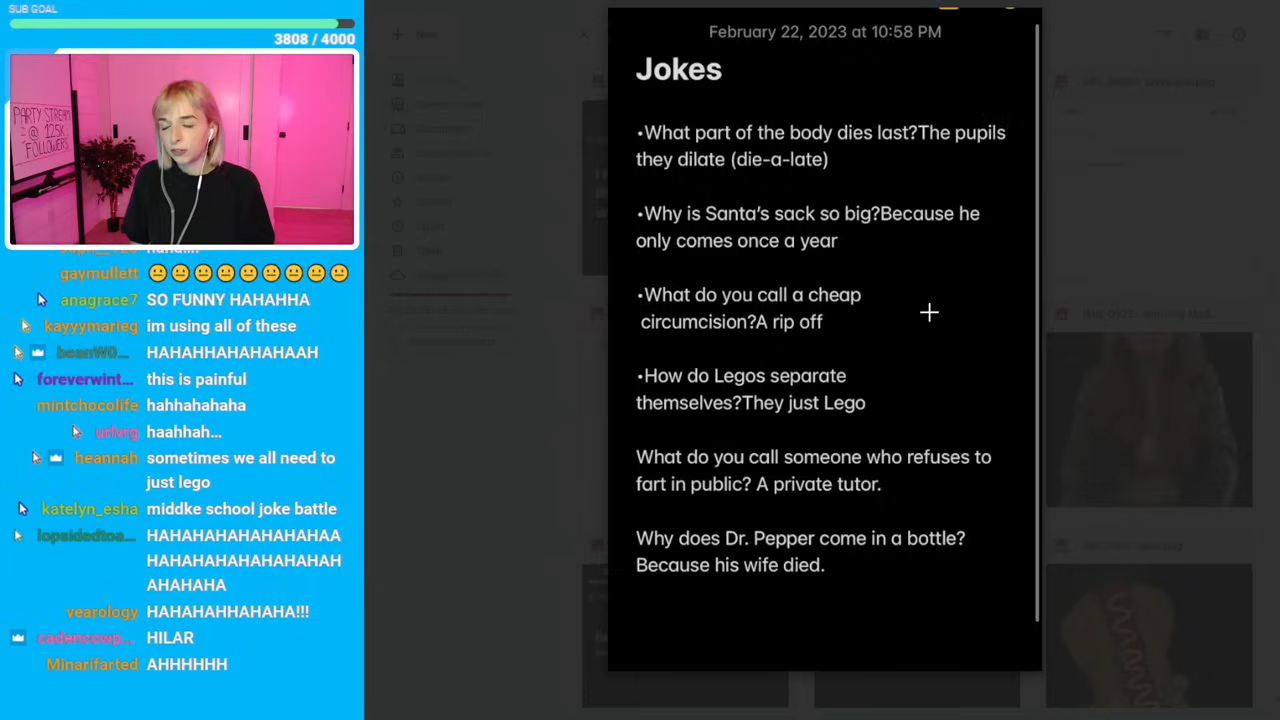 SUB GOAL
3808 / 4000
PARTY STREAM
@ 125K
FOLLOWERS
gaymullett
anagrace7 SO FUNNY HAHAHHA
kayyymarieg im using all of these
HAHAHHAHAHAHAAH
foreverwint... this is painful
mintchocolife hahhahahaha
urlvrg haahhah...
heannah sometimes we all need to
just lego
katelyn_esha middke school joke battle
lopsidedtoa... HAHAHAHAHAHAHAHAA
HAHAHAHAHAHAHAHAH
AHAHAHA
vearology HAHAHAHHAHAHA!!!
cadencowp... HILAR
Minarifarted AHHHHHH
February 22, 2023 at 10:58 PM
Jokes
•What part of the body dies last?The pupils
they dilate (die-a-late)
•Why is Santa’s sack so big?Because he
only comes once a year
•What do you call a cheap
circumcision?A rip off
•How do Legos separate
themselves?They just Lego
What do you call someone who refuses to
fart in public? A private tutor.
Why does Dr. Pepper come in a bottle?
Because his wife died.